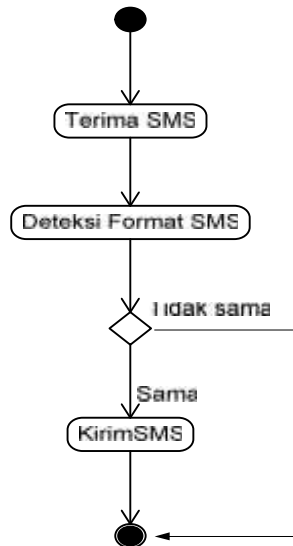 Terima SMS
Deteksi Format SMS
Tidak sama
Sama
KirimSMS